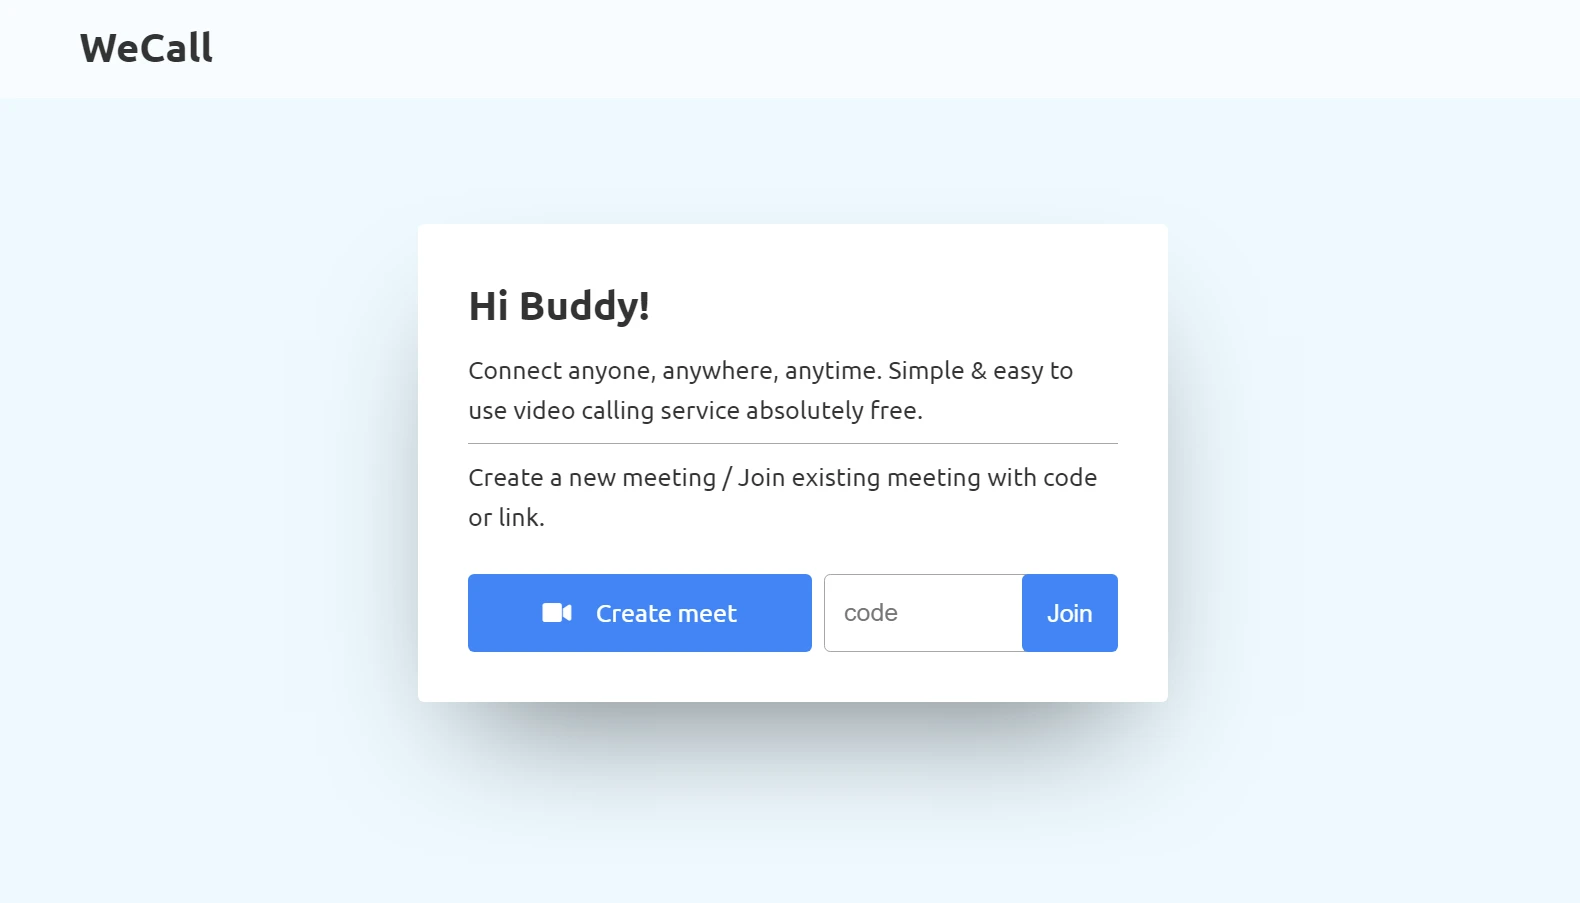 WeCall
Hi Buddy!
Connect anyone, anywhere, anytime. Simple & easy to
use video calling service absolutely free.
Create a new meeting / Join existing meeting with code
or link.
Create meet
code
Join